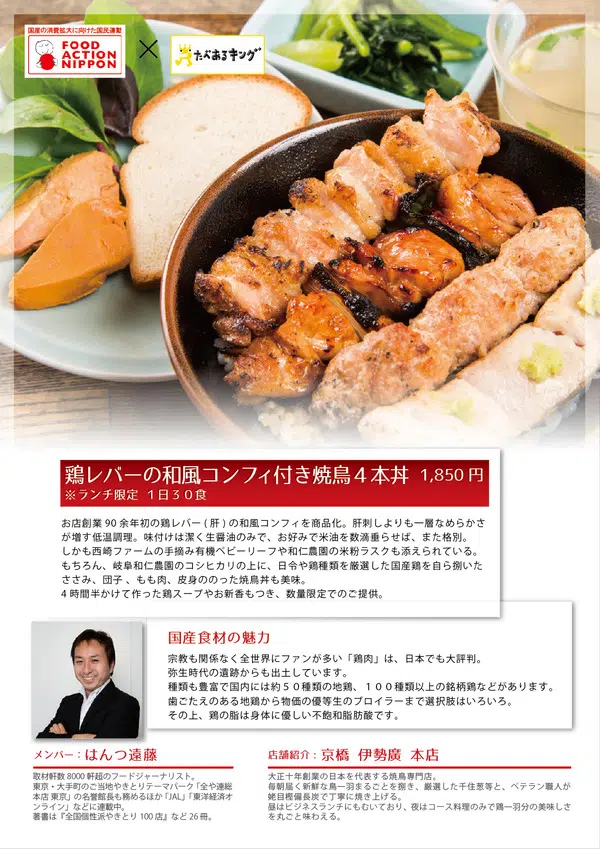 国産の消費拡大に向けた国民運動
FOOD
ACTION
NIPPON
×
たべあるキング
鶏レバーの和風コンフィ付き焼鳥４本丼 1,850 円
※ランチ限定 １日３０食
お店創業 90 余年初の鶏レバー ( 肝 ) の和風コンフィを商品化。肝刺しよりも一層なめらかさ
が増す低温調理。味付けは潔く生醤油のみで、お好みで米油を数滴垂らせば、また格別。
しかも西崎ファームの手摘み有機ベビーリーフや和仁農園の米粉ラスクも添えられている。
もちろん、岐阜和仁農園のコシヒカリの上に、日令や鶏種類を厳選した国産鶏を自ら捌いた
ささみ、団子 、もも肉、皮身ののった焼鳥丼も美味。
４時間半かけて作った鶏スープやお新香もつき、数量限定でのご提供。
国産食材の魅力
宗教も関係なく全世界にファンが多い「鶏肉」は、日本でも大評判。
弥生時代の遺跡からも出土しています。
種類も豊富で国内には約５０種類の地鶏、１００種類以上の銘柄鶏などがあります。
歯ごたえのある地鶏から物価の優等生のブロイラーまで選択肢はいろいろ。
その上、鶏の脂は身体に優しい不飽和脂肪酸です。
メンバー：はんつ遠藤
取材軒数 8000 軒超のフードジャーナリスト。
東京・大手町のご当地やきとりテーマパーク「全や連総
本店 東京」の名誉館長も務めるほか「JAL」「東洋経済オ
ンライン」などに連載中。
著書は『全国個性派やきとり 100 店』など 26 冊。
店舗紹介：京橋 伊勢廣 本店
大正十年創業の日本を代表する焼鳥専門店。
毎朝届く新鮮な鳥一羽まるごとを捌き、厳選した千住葱等と、ベテラン職人が
姥目樫備長炭で丁寧に焼き上げる。
昼はビジネスランチにもむいており、夜はコース料理のみで鶏一羽分の美味しさ
を丸ごと味わえる。